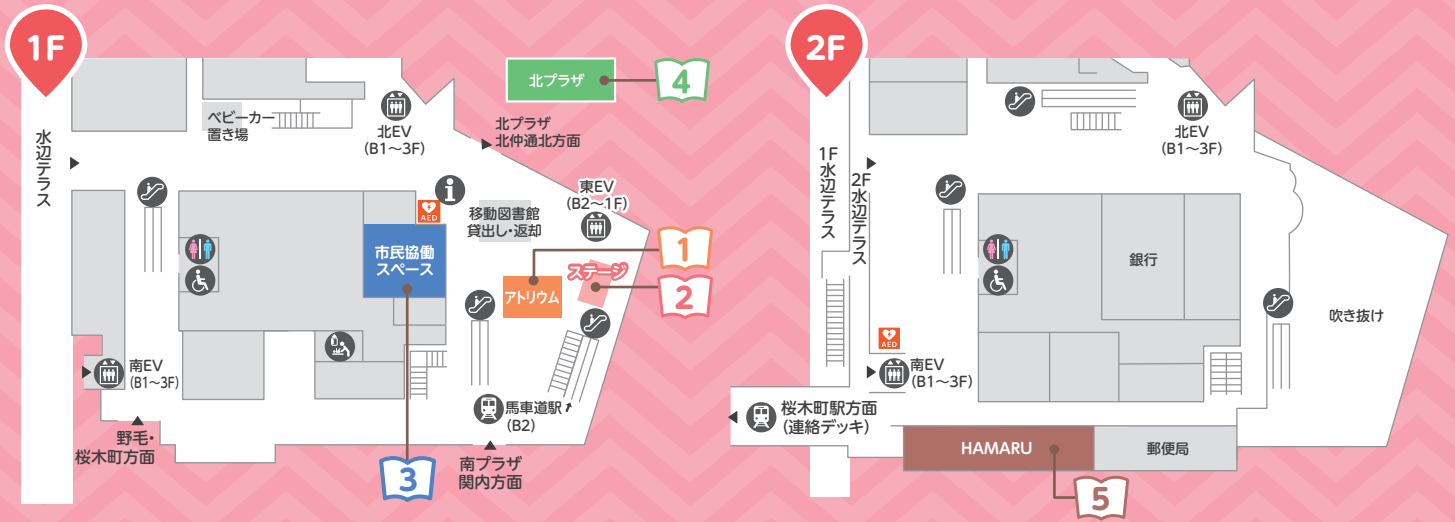 1F
水辺テラス
ベビーカー
置き場
北EV
(B1〜3F)
北プラザ
4
北プラザ
北仲通北方面
東EV
(B2〜1F)
AED
移動図書館
貸出し・返却
市民協働
スペース
アトリウム
ステージ
1
2
南EV
(B1〜3F)
野毛・
桜木町方面
馬車道駅
(B2)
南プラザ
関内方面
3
2F
1F水辺テラス
2F水辺テラス
北EV
(B1〜3F)
銀行
吹き抜け
AED
南EV
(B1〜3F)
桜木町駅方面
(連絡デッキ)
HAMARU
郵便局
5